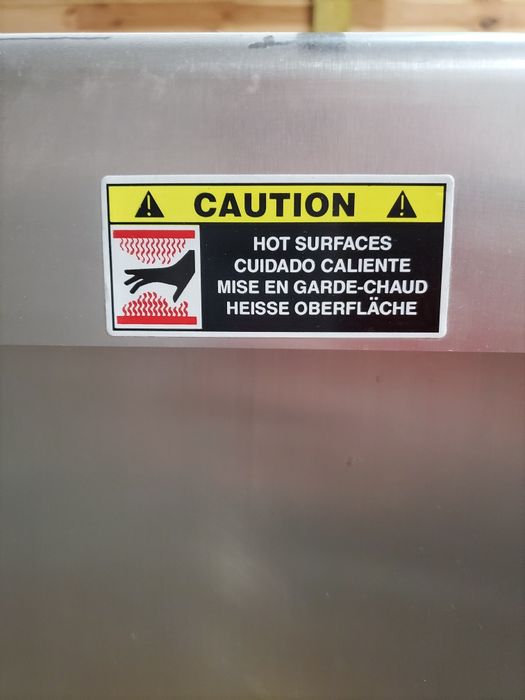 CAUTION
HOT SURFACES
CUIDADO CALIENTE
MISE EN GARDE-CHAUD
HEISSE OBERFLÄCHE